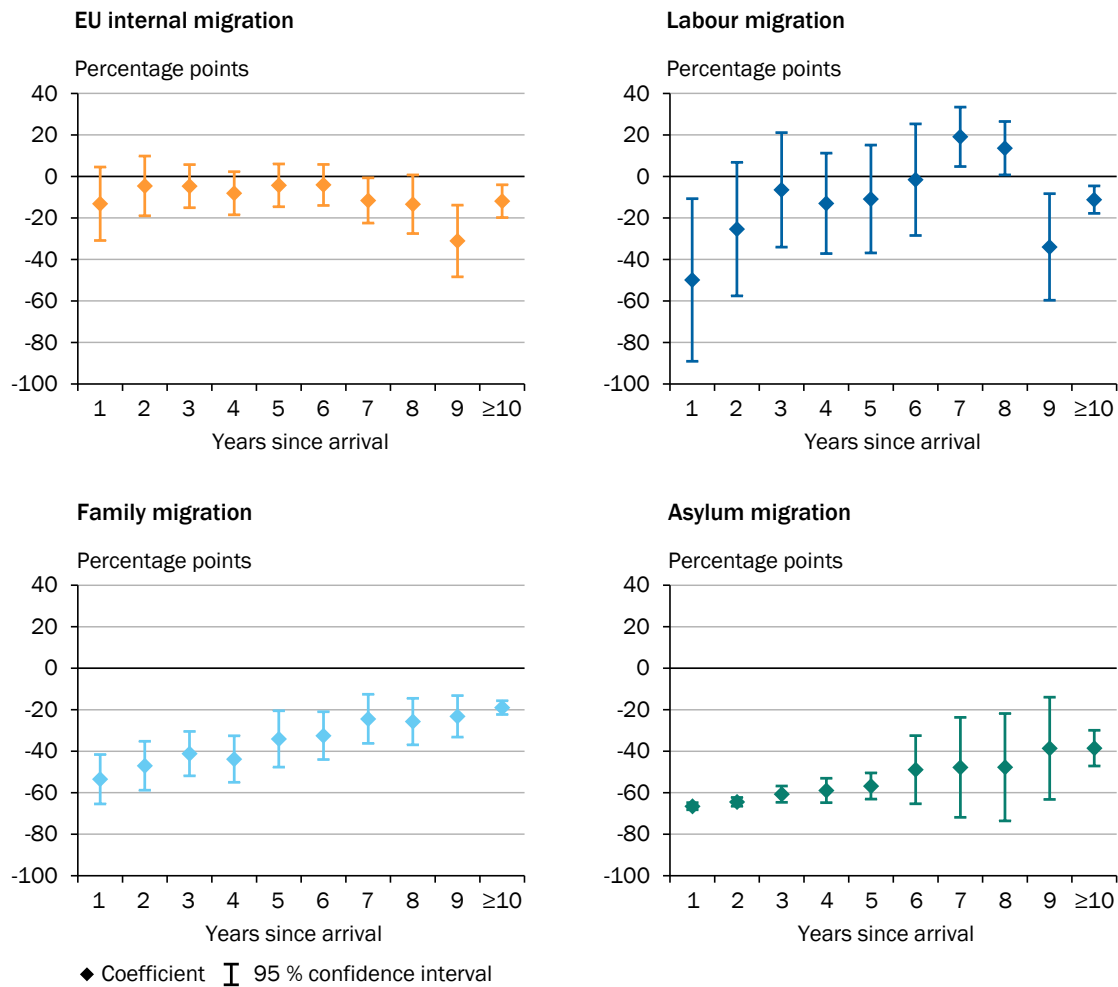 EU internal migration
Percentage points
40
20
0
-20
-40
-60
-80
-100
1 2 3 4 5 6 7 8 9 ≥10
Years since arrival
Labour migration
Percentage points
40
20
0
-20
-40
-60
-80
-100
1 2 3 4 5 6 7 8 9 ≥10
Years since arrival
Family migration
Percentage points
40
20
0
-20
-40
-60
-80
-100
1 2 3 4 5 6 7 8 9 ≥10
Years since arrival
Asylum migration
Percentage points
40
20
0
-20
-40
-60
-80
-100
1 2 3 4 5 6 7 8 9 ≥10
Years since arrival
Coefficient 95 % confidence interval